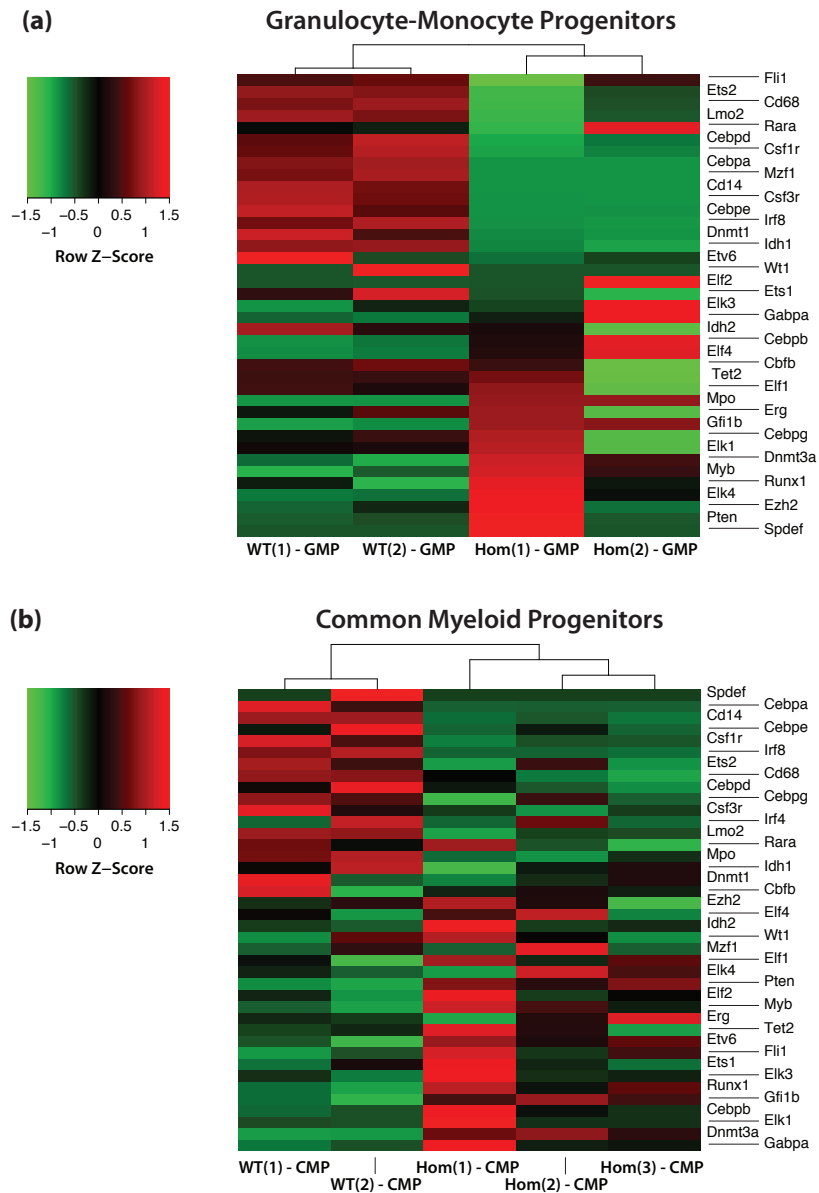 (a)
Granulocyte-Monocyte Progenitors
−1.5 −0.5 0.5 1.5
−1 0 1
Row Z−Score
Fli1
Ets2
Cd68
Lmo2
Rara
Cebpd
Csf1r
Cebpa
Mzf1
Cd14
Csf3r
Cebpe
Irf8
Dnmt1
Idh1
Etv6
Wt1
Elf2
Ets1
Elk3
Gabpa
Idh2
Cebpb
Elf4
Cbfb
Tet2
Elf1
Mpo
Erg
Gfi1b
Cebpg
Elk1
Dnmt3a
Myb
Runx1
Elk4
Ezh2
Pten
Spdef
WT(1) - GMP WT(2) - GMP Hom(1) - GMP Hom(2) - GMP
(b)
Common Myeloid Progenitors
−1.5 −0.5 0.5 1.5
−1 0 1
Row Z−Score
Spdef
Cebpa
Cd14
Cebpe
Csf1r
Irf8
Ets2
Cd68
Cebpd
Cebpg
Csf3r
Irf4
Lmo2
Rara
Mpo
Idh1
Dnmt1
Cbfb
Ezh2
Elf4
Idh2
Wt1
Mzf1
Elf1
Elk4
Pten
Elf2
Myb
Erg
Tet2
Etv6
Fli1
Ets1
Elk3
Runx1
Gfi1b
Cebpb
Elk1
Dnmt3a
Gabpa
WT(1) - CMP Hom(1) - CMP Hom(3) - CMP
WT(2) - CMP Hom(2) - CMP